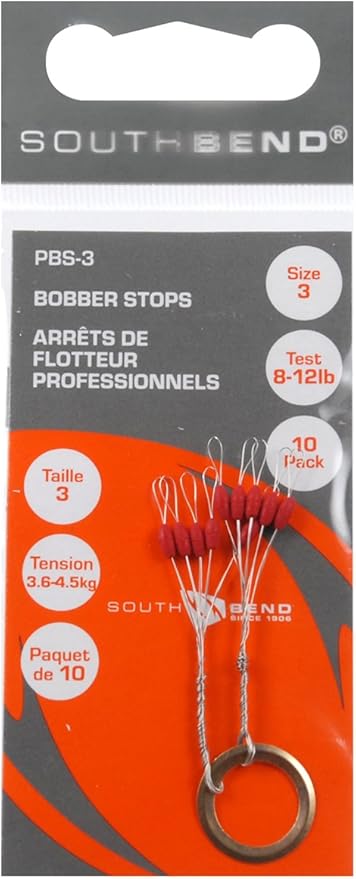 SOUTHBEND®
PBS-3
BOBBER STOPS
ARRÊTS DE
FLOTTEUR
PROFESSIONNELS
Size
3
Test
8-12lb
10
Pack
Taille
3
Tension
3.6-4.5kg
Paquet
de 10
SOUTH BEND
SINCE 1906